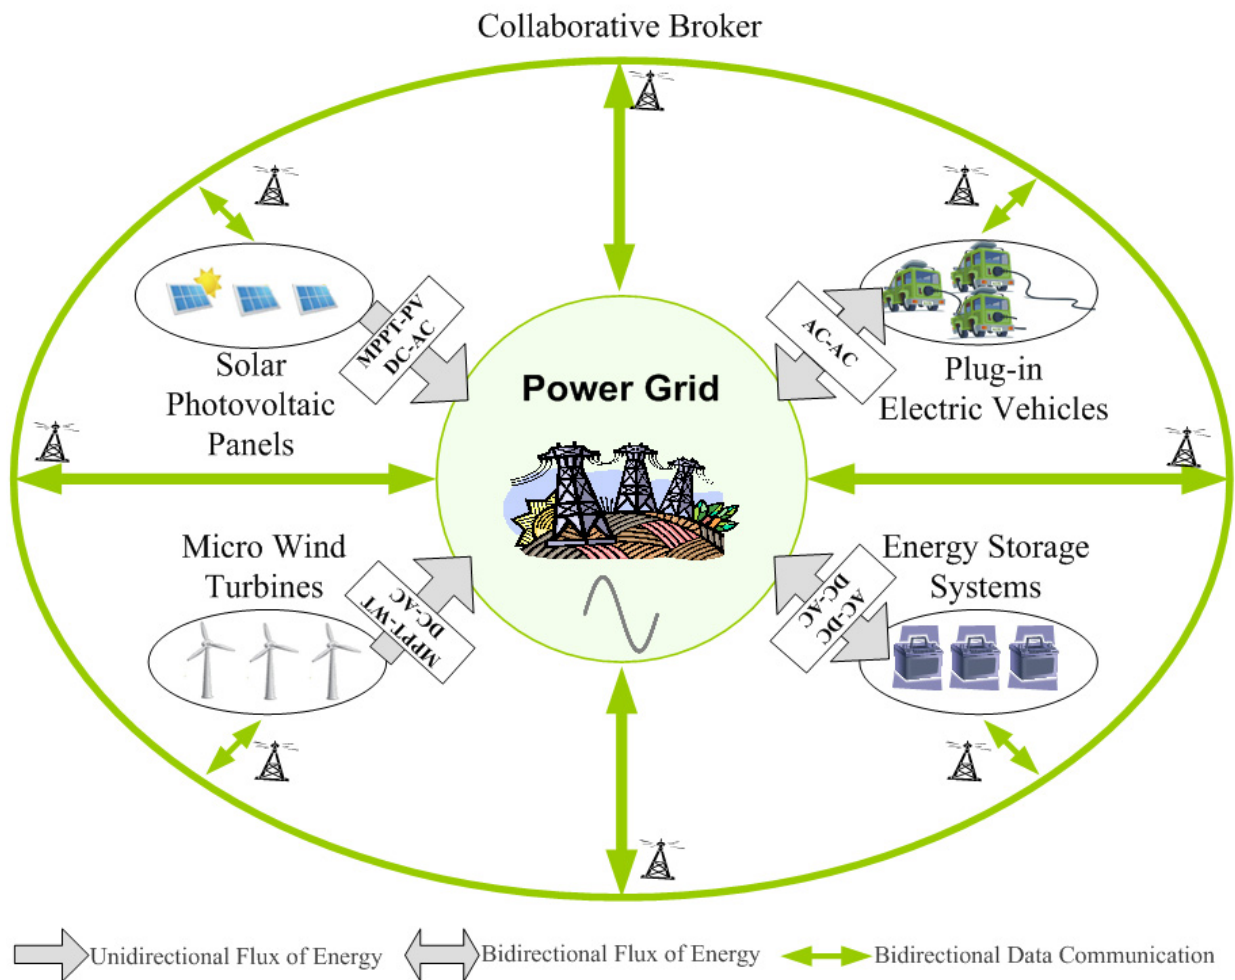 Collaborative Broker
MPPT-PV
DC-AC
AC-AC
Solar
Photovoltaic
Panels
Power Grid
Plug-in
Electric Vehicles
Micro Wind
Turbines
MPPT-WT
DC-AC
Energy Storage
Systems
AC-DC
DC-AC
Unidirectional Flux of Energy
Bidirectional Flux of Energy
Bidirectional Data Communication